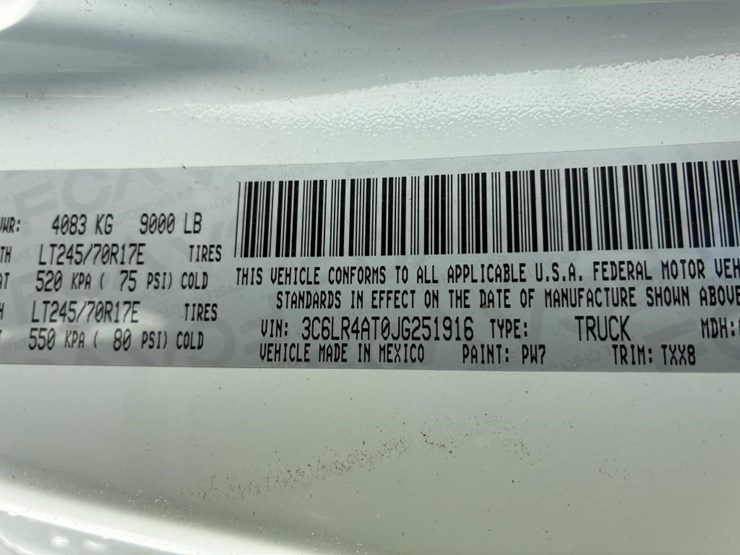 4083 KG 9000 LB
LT245/70R17E TIRES
520 KPA ( 75 PSI) COLD
LT245/70R17E TIRES
550 KPA ( 80 PSI) COLD
THIS VEHICLE CONFORMS TO ALL APPLICABLE U.S.A. FEDERAL MOTOR VEH
STANDARDS IN EFFECT ON THE DATE OF MANUFACTURE SHOWN ABOVE
VIN: 3C6LR4AT0JG251916 TYPE: TRUCK MDH:
VEHICLE MADE IN MEXICO PAINT: PW7 TRIM: TXX8